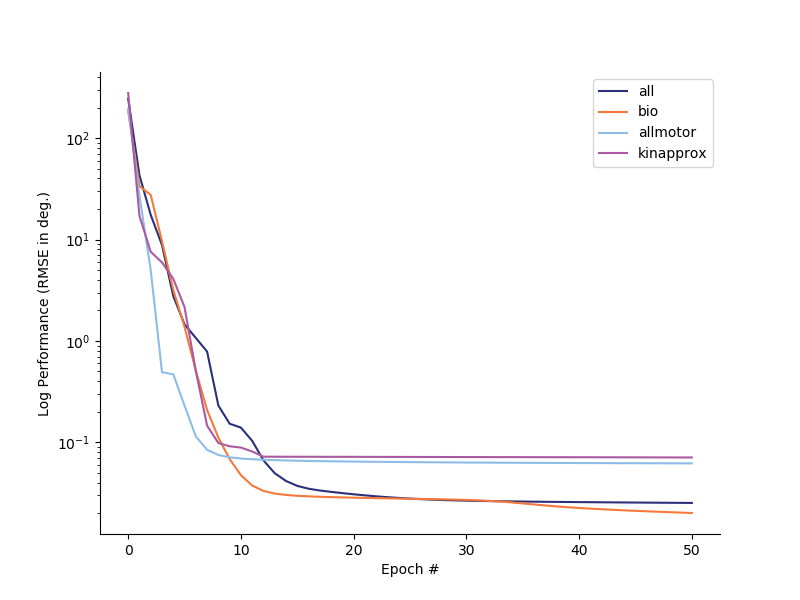 all
bio
allmotor
kinapprox
10²
10¹
10⁰
10⁻¹
Log Performance (RMSE in deg.)
0 10 20 30 40 50
Epoch #